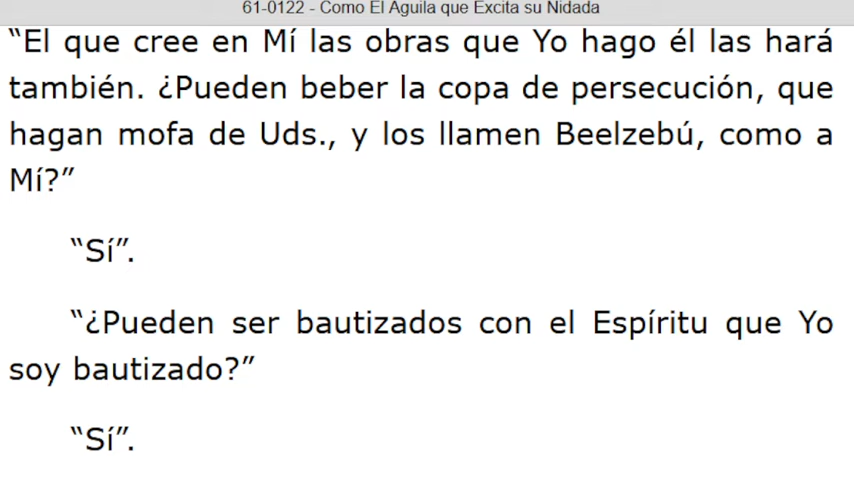 61-0122 - Como El Aguila que Excita su Nidada
“El que cree en Mí las obras que Yo hago él las hará
también. ¿Pueden beber la copa de persecución, que
hagan mofa de Uds., y los llamen Beelzebú, como a
Mí?”
“Sí”.
“¿Pueden ser bautizados con el Espíritu que Yo
soy bautizado?”
“Sí”.